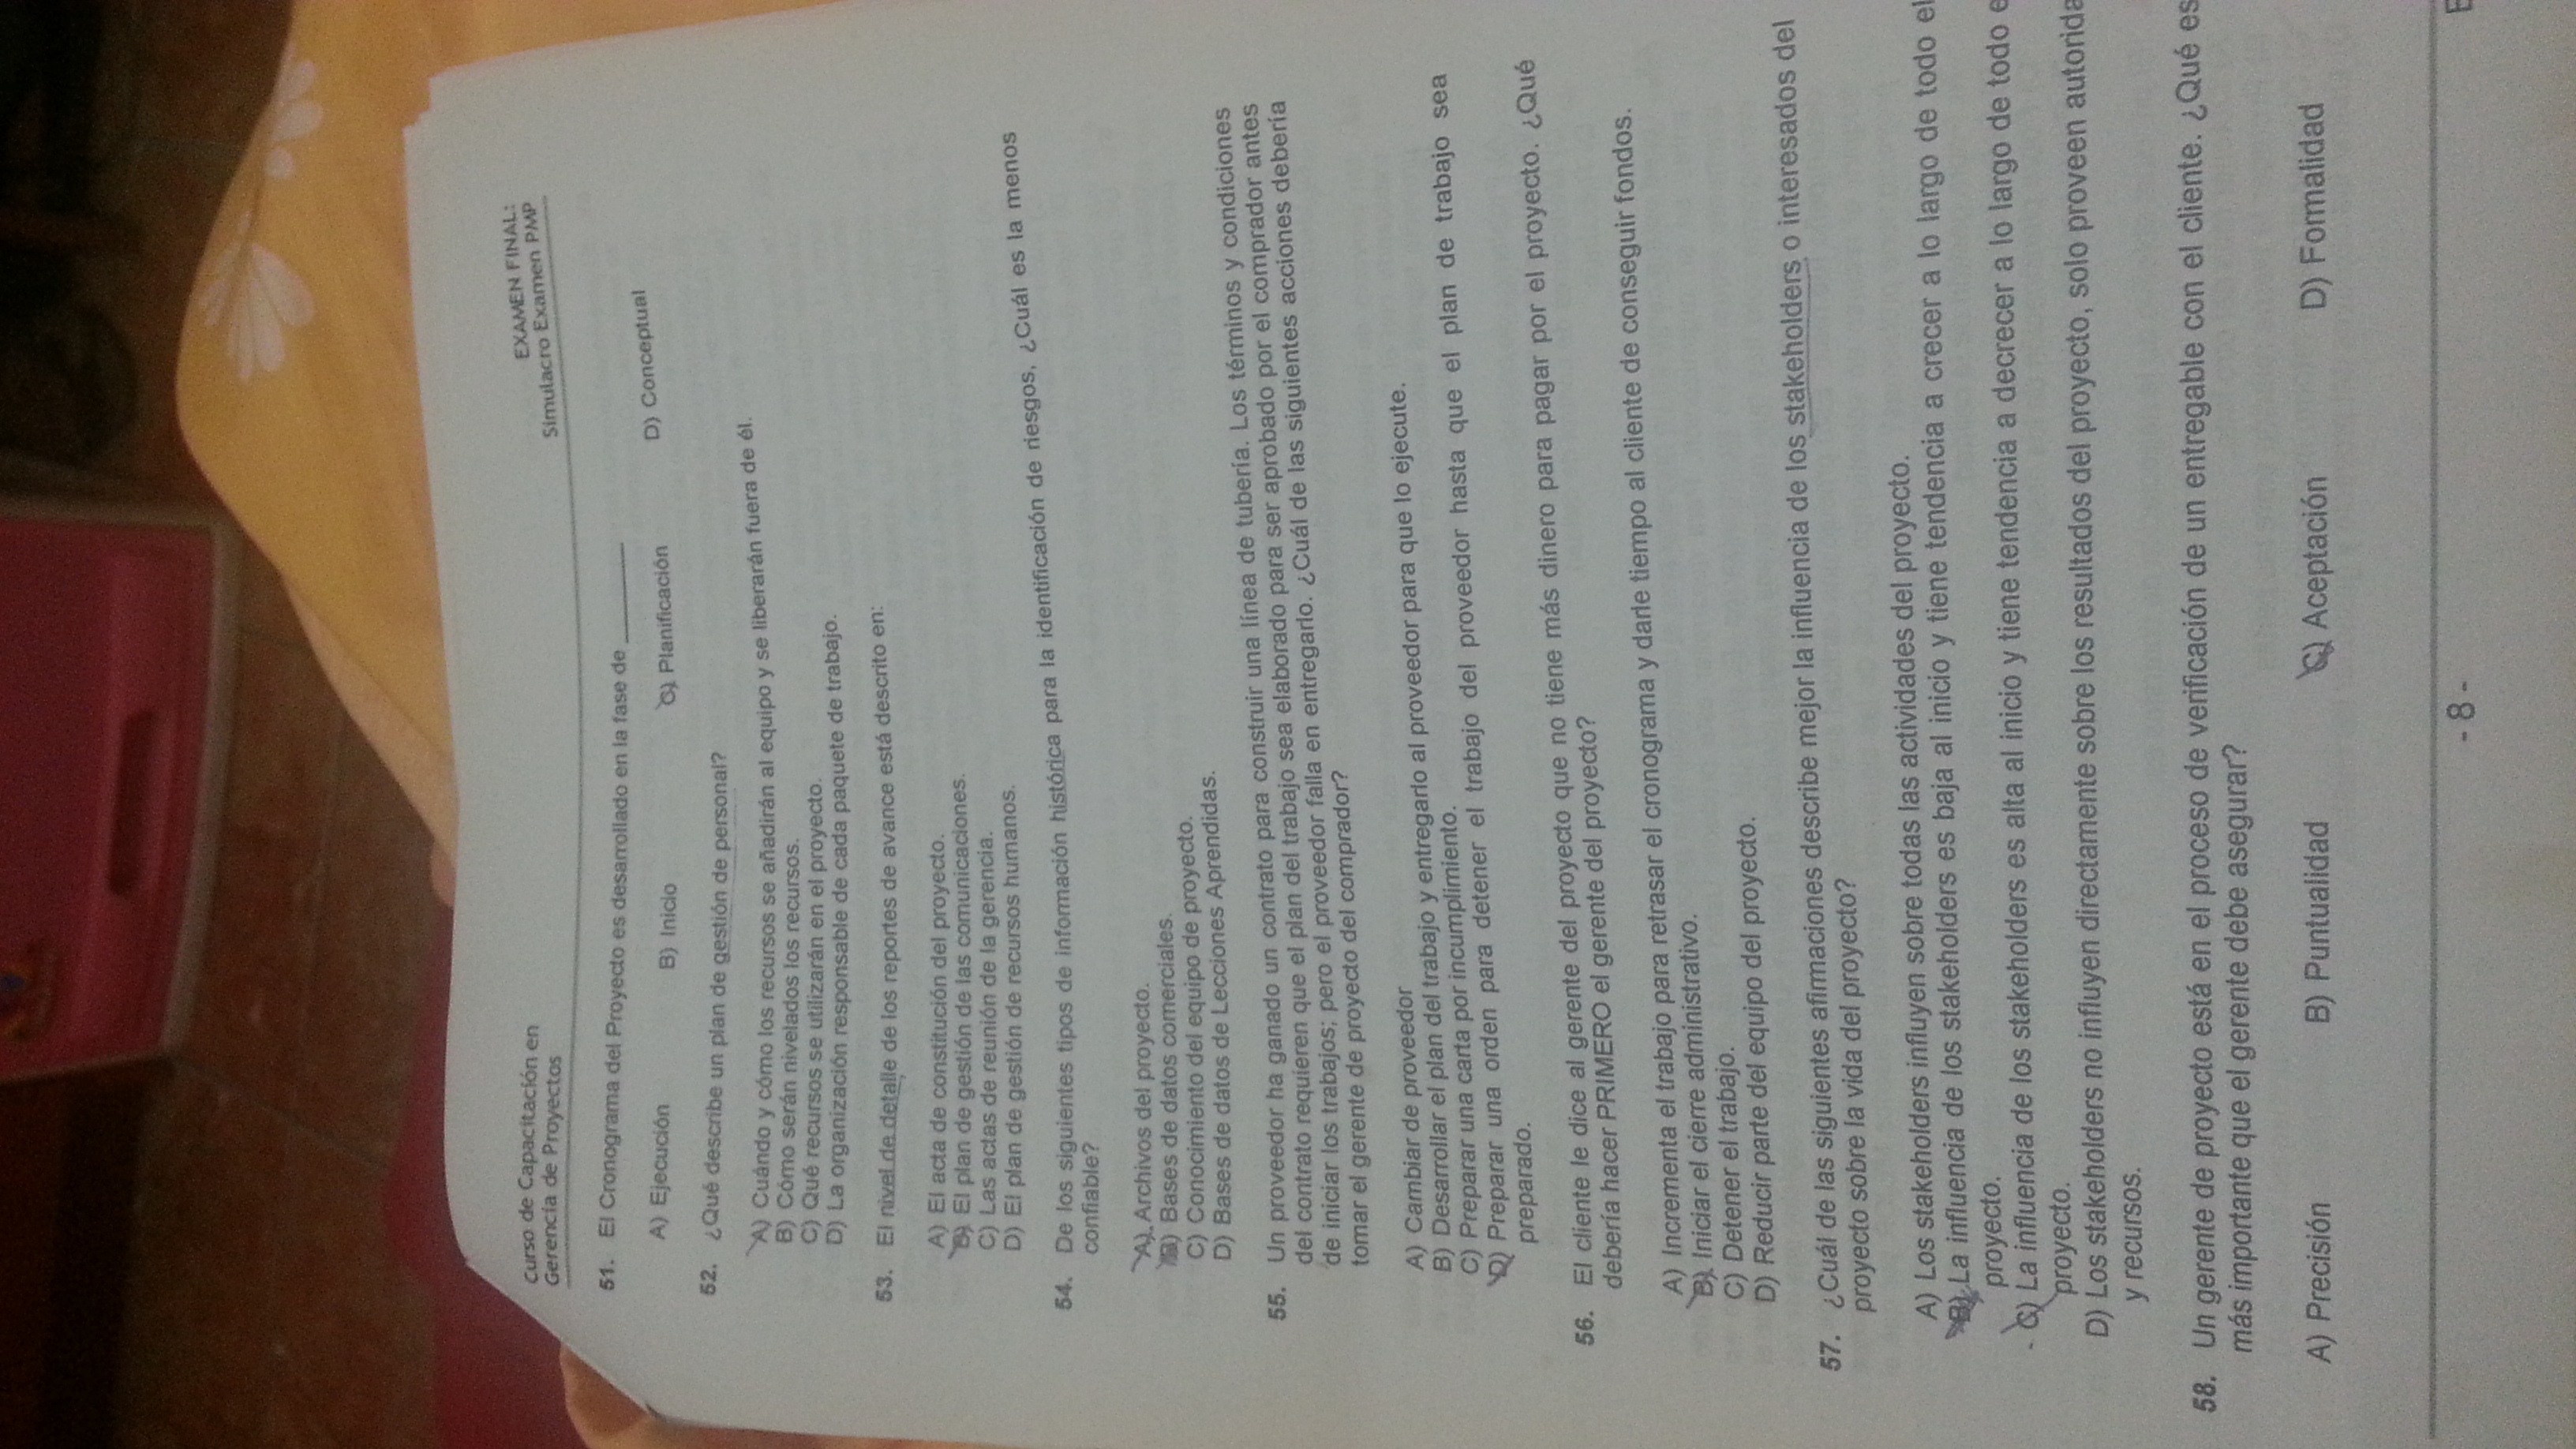 Curso de Capacitación en
Gerencia de Proyectos
EXAMEN FINAL:
Simulacro Examen PMP
51. El Cronograma del Proyecto es desarrollado en la fase de ________
A) Ejecución B) Inicio C) Planificación D) Conceptual
52. ¿Qué describe un plan de gestión de personal?
A) Cuándo y cómo los recursos se añadirán al equipo y se liberarán fuera de él.
B) Cómo serán nivelados los recursos.
C) Qué recursos se utilizarán en el proyecto.
D) La organización responsable de cada paquete de trabajo.
53. El nivel de detalle de los reportes de avance está descrito en:
A) El acta de constitución del proyecto.
B) El plan de gestión de las comunicaciones.
C) Las actas de reunión de la gerencia.
D) El plan de gestión de recursos humanos.
54. De los siguientes tipos de información histórica para la identificación de riesgos, ¿Cuál es la menos
confiable?
A) Archivos del proyecto.
B) Bases de datos comerciales.
C) Conocimiento del equipo de proyecto.
D) Bases de datos de Lecciones Aprendidas.
55. Un proveedor ha ganado un contrato para construir una línea de tubería. Los términos y condiciones
del contrato requieren que el plan del trabajo sea elaborado para ser aprobado por el comprador antes
de iniciar los trabajos; pero el proveedor falla en entregarlo. ¿Cuál de las siguientes acciones debería
tomar el gerente de proyecto del comprador?
A) Cambiar de proveedor
B) Desarrollar el plan del trabajo y entregarlo al proveedor para que lo ejecute.
C) Preparar una carta por incumplimiento.
D) Preparar una orden para detener el trabajo del proveedor hasta que el plan de trabajo sea
preparado.
56. El cliente le dice al gerente del proyecto que no tiene más dinero para pagar por el proyecto. ¿Qué
debería hacer PRIMERO el gerente del proyecto?
A) Incrementa el trabajo para retrasar el cronograma y darle tiempo al cliente de conseguir fondos.
B) Iniciar el cierre administrativo.
C) Detener el trabajo.
D) Reducir parte del equipo del proyecto.
57. ¿Cuál de las siguientes afirmaciones describe mejor la influencia de los stakeholders o interesados del
proyecto sobre la vida del proyecto?
A) Los stakeholders influyen sobre todas las actividades del proyecto.
B) La influencia de los stakeholders es baja al inicio y tiene tendencia a crecer a lo largo de todo el
proyecto.
C) La influencia de los stakeholders es alta al inicio y tiene tendencia a decrecer a lo largo de todo e
proyecto.
D) Los stakeholders no influyen directamente sobre los resultados del proyecto, solo proveen autorida
y recursos.
58. Un gerente de proyecto está en el proceso de verificación de un entregable con el cliente. ¿Qué es
más importante que el gerente debe asegurar?
A) Precisión B) Puntualidad C) Aceptación D) Formalidad
- 8 -